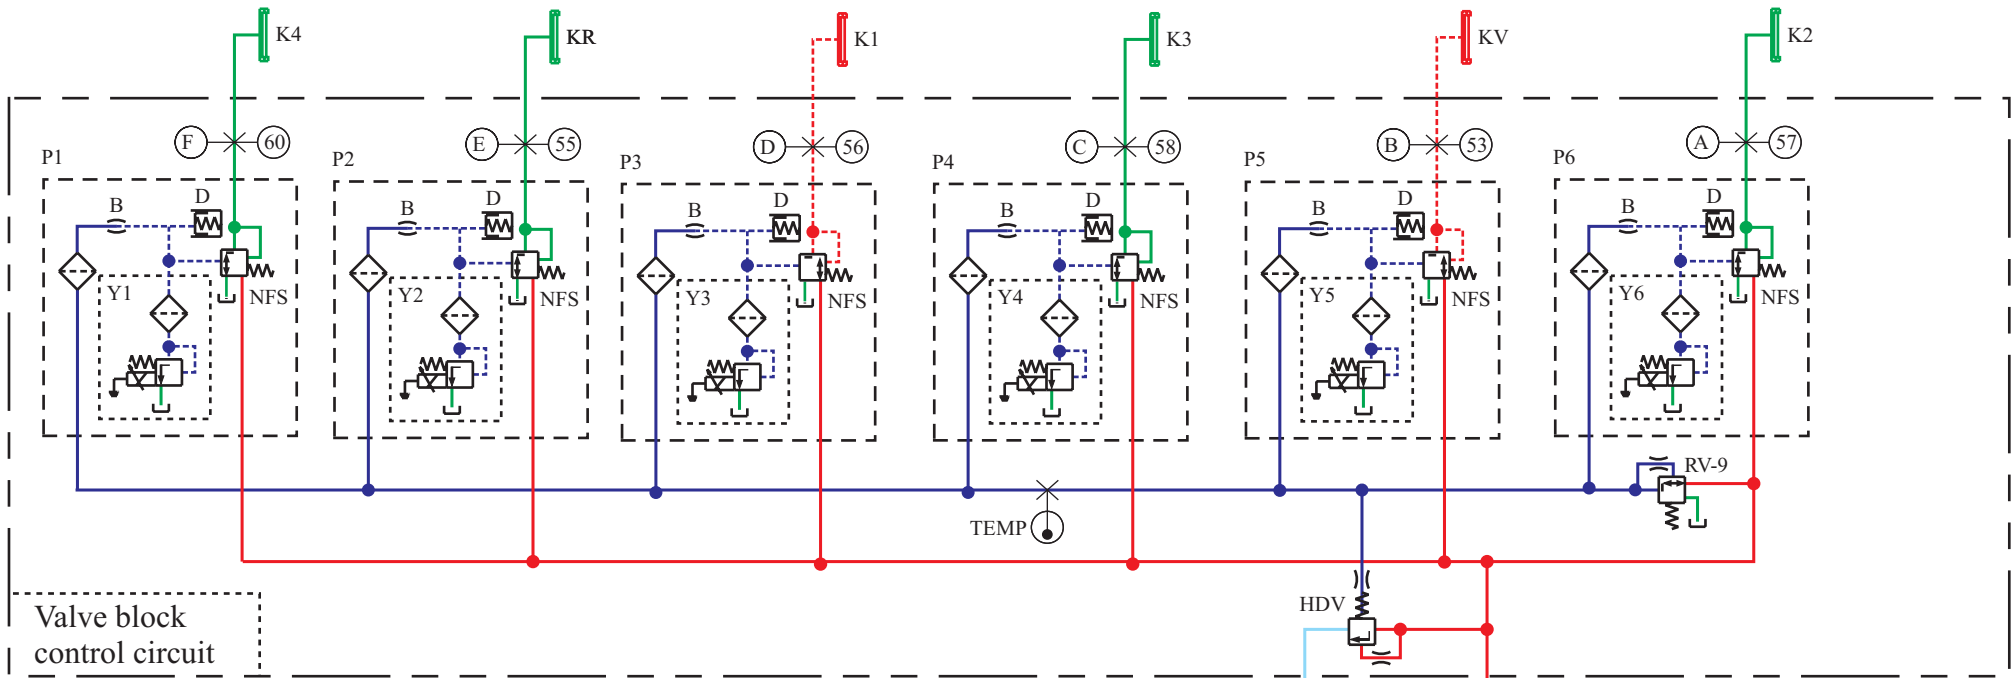 K4 KR K1 K3 KV K2
F 60 E 55 D 56 C 58 B 53 A 57
P1 P2 P3 P4 P5 P6
B D B D B D B D B D B D
Y1 NFS Y2 NFS Y3 NFS Y4 NFS Y5 NFS Y6 NFS
RV-9
TEMP
HDV
Valve block
control circuit